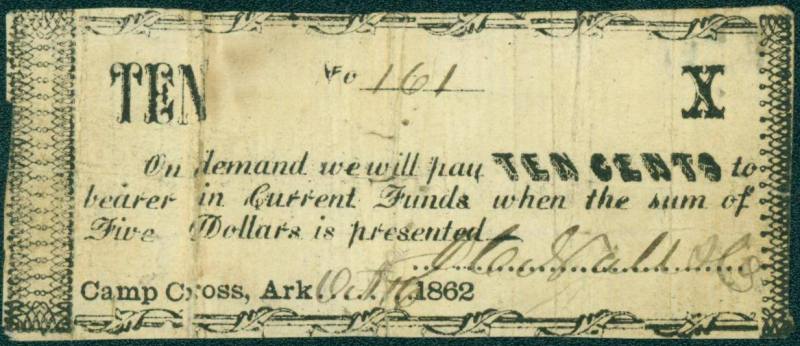 TEN No 161 X
On demand we will pay TEN CENTS to
bearer in Current Funds when the sum of
Five Dollars is presented
Camp Cross, Ark 1862